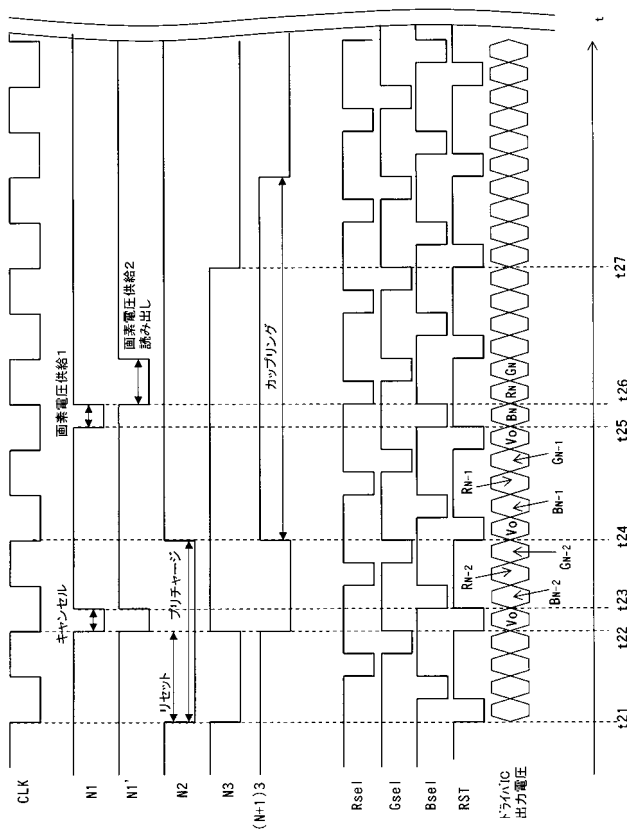 CLK
N1
N1'
N2
N3
(N+1)3
Rsel
Gsel
Bsel
RST
ドライバIC
出力電圧
キャンセル
画素電圧供給1
画素電圧供給2
読み出し
リセット
プリチャージ
カップリング
Vo
Vo
Vo
BN
RN
GN
BN-2
RN-2
GN-2
BN-1
RN-1
GN-1
t21
t22
t23
t24
t25
t26
t27
t